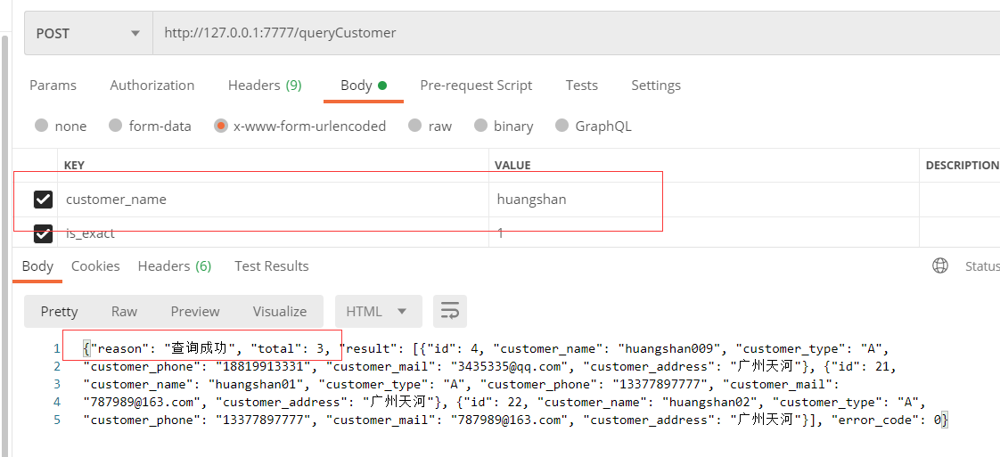 POST http://127.0.0.1:7777/queryCustomer
Params Authorization Headers (9) Body Pre-request Script Tests Settings
none form-data x-www-form-urlencoded raw binary GraphQL
KEY VALUE DESCRIPTION
customer_name huangshan
is_exact 1
Body Cookies Headers (6) Test Results Status
Pretty Raw Preview Visualize HTML
1 {"reason": "查询成功", "total": 3, "result": [{"id": 4, "customer_name": "huangshan009", "customer_type": "A",
2 "customer_phone": "18819913331", "customer_mail": "3435335@qq.com", "customer_address": "广州天河"}, {"id": 21,
3 "customer_name": "huangshan01", "customer_type": "A", "customer_phone": "13377897777", "customer_mail":
4 "787989@163.com", "customer_address": "广州天河"}, {"id": 22, "customer_name": "huangshan02", "customer_type": "A",
5 "customer_phone": "13377897777", "customer_mail": "787989@163.com", "customer_address": "广州天河"}], "error_code": 0}